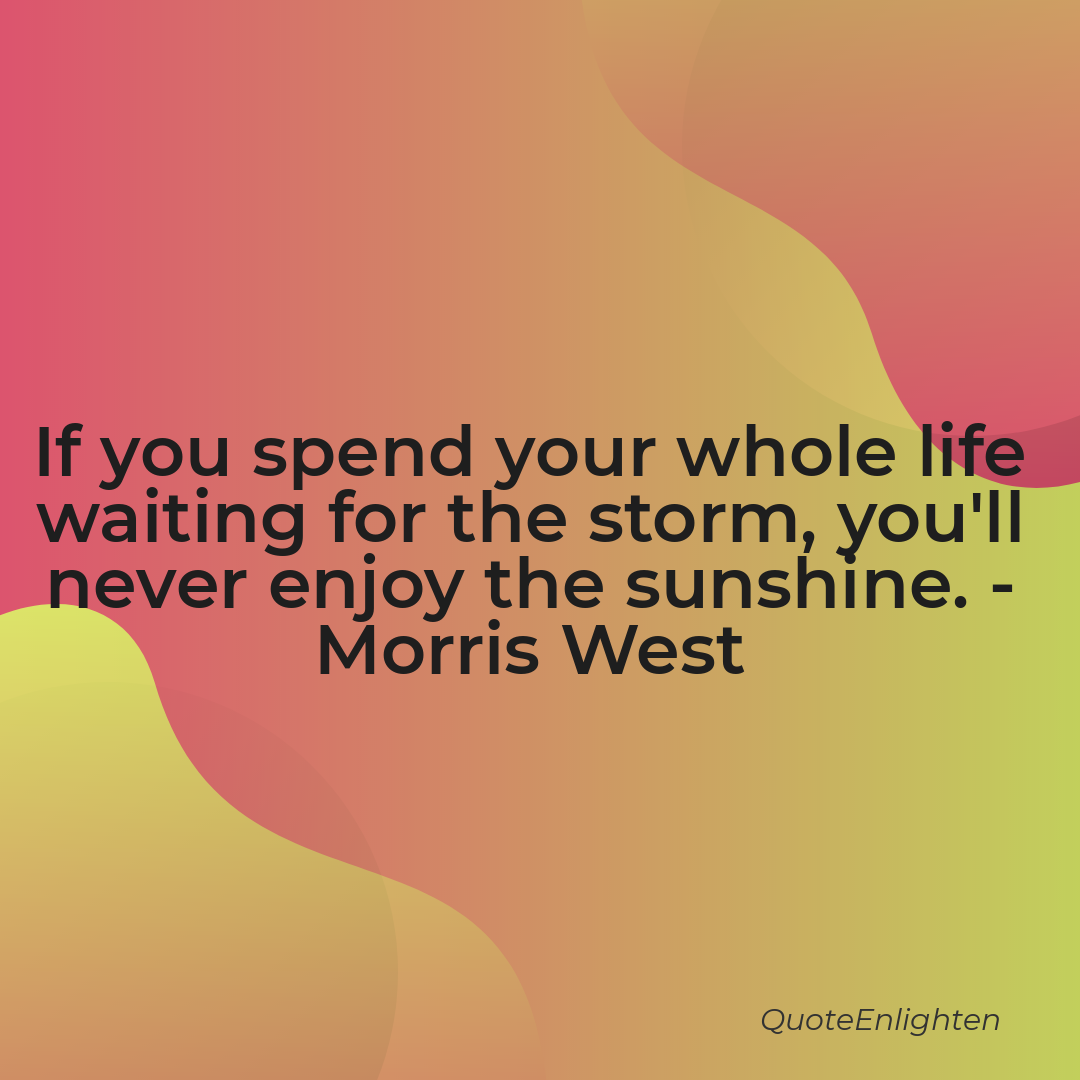 If you spend your whole life
waiting for the storm, you'll
never enjoy the sunshine. -
Morris West
QuoteEnlighten